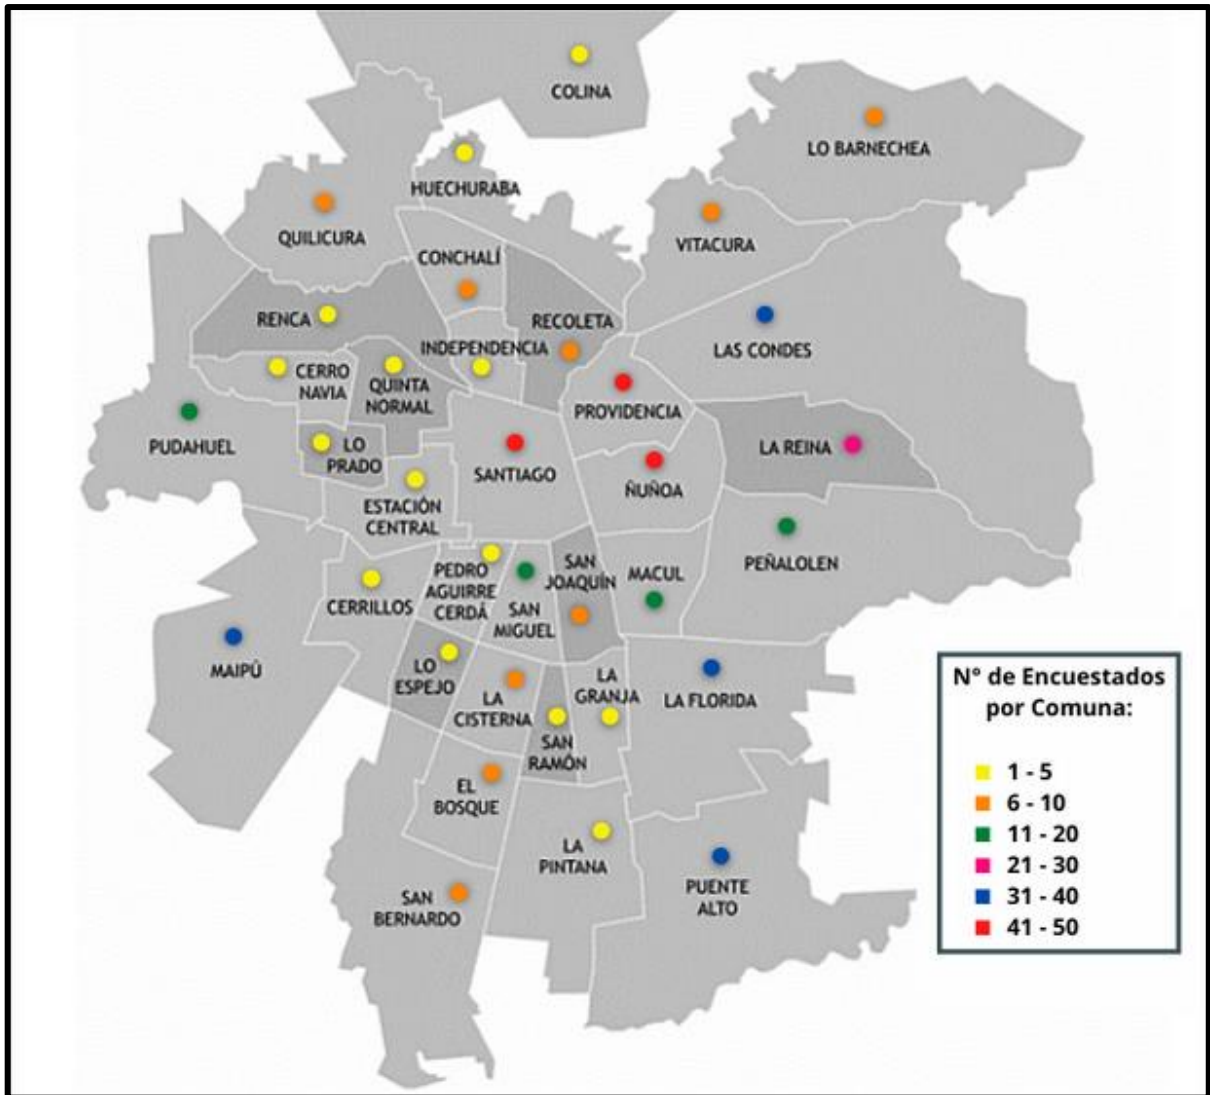 COLINA
LO BARNECHEA
HUECHURABA
QUILICURA
VITACURA
CONCHALÍ
RENCA
RECOLETA
INDEPENDENCIA
LAS CONDES
CERRO
NAVIA
QUINTA
NORMAL
PROVIDENCIA
PUDAHUEL
LO
PRADO
SANTIAGO
LA REINA
ÑUÑOA
ESTACIÓN
CENTRAL
PEÑALOLEN
CERRILLOS
PEDRO
AGUIRRE
CERDÁ
SAN
MIGUEL
SAN
JOAQUÍN
MACUL
MAIPÚ
LO
ESPEJO
LA
CISTERNA
LA
GRANJA
LA FLORIDA
SAN
RAMÓN
EL
BOSQUE
LA
PINTANA
PUENTE
ALTO
SAN
BERNARDO
N° de Encuestados
por Comuna:
1 - 5
6 - 10
11 - 20
21 - 30
31 - 40
41 - 50